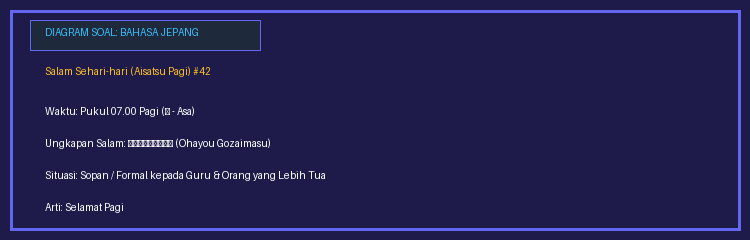 DIAGRAM SOAL: BAHASA JEPANG
Salam Sehari-hari (Aisatsu Pagi) #42
Waktu: Pukul 07.00 Pagi (- Asa)
Ungkapan Salam: (Ohayou Gozaimasu)
Situasi: Sopan / Formal kepada Guru & Orang yang Lebih Tua
Arti: Selamat Pagi